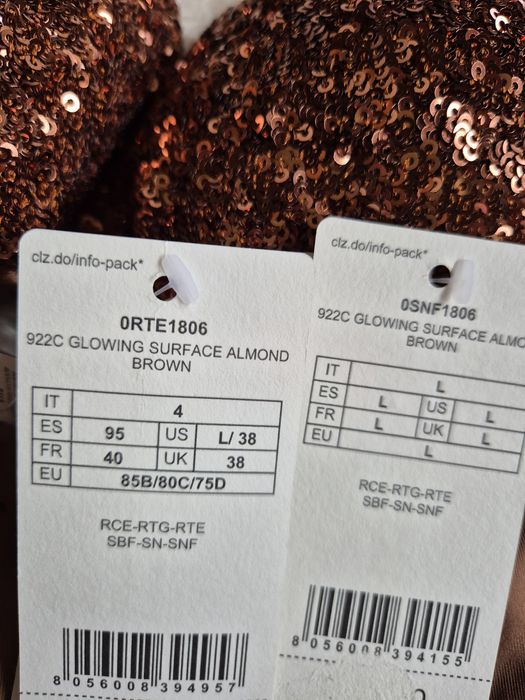 clz.do/info-pack*
0RTE1806
922C GLOWING SURFACE ALMOND
BROWN
IT 4
ES 95 US L/ 38
FR 40 UK 38
EU 85B/80C/75D
RCE-RTG-RTE
SBF-SN-SNF
8 056008 394957
clz.do/info-pack*
0SNF1806
922C GLOWING SURFACE ALMO
BROWN
IT L
ES L US L
FR L UK L
EU L
RCE-RTG-RTE
SBF-SN-SNF
8 056008 394155